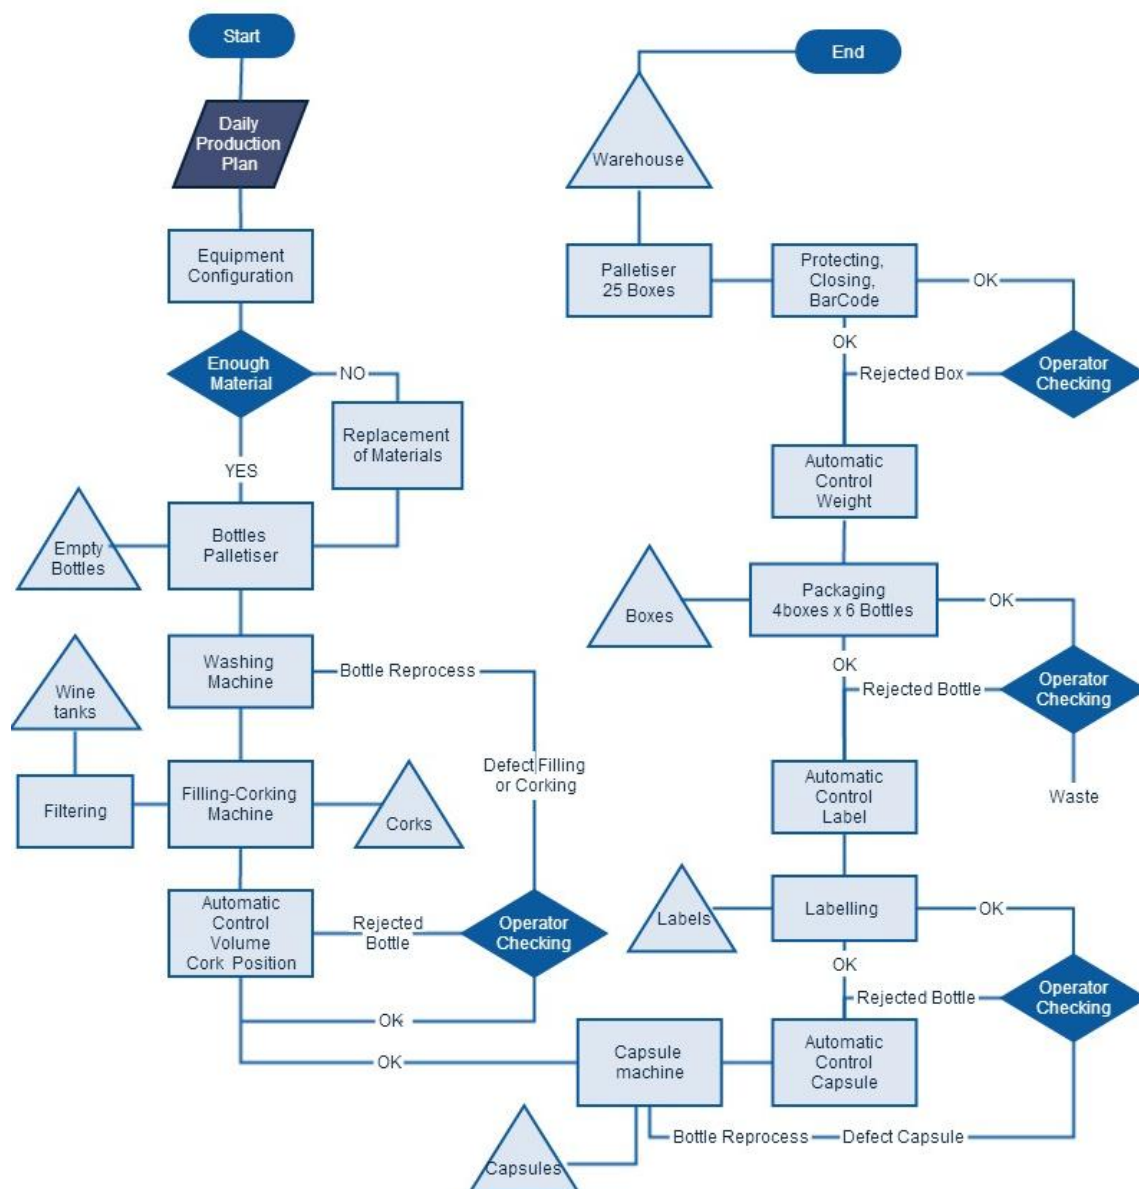 Start
Daily
Production
Plan
Equipment
Configuration
Enough
Material
NO
Replacement
of Materials
YES
Empty
Bottles
Bottles
Palletiser
Washing
Machine
Bottle Reprocess
Wine
tanks
Filtering
Filling-Corking
Machine
Corks
Defect Filling
or Corking
Automatic
Control
Volume
Cork Position
Rejected
Bottle
Operator
Checking
OK
OK
Capsule
machine
Capsules
Bottle Reprocess
Defect Capsule
Automatic
Control
Capsule
Rejected Bottle
Operator
Checking
OK
OK
Labelling
Labels
Automatic
Control
Label
Rejected Bottle
Operator
Checking
Waste
OK
OK
Packaging
4boxes x 6 Bottles
Boxes
Automatic
Control
Weight
Rejected Box
Operator
Checking
OK
OK
Protecting,
Closing,
BarCode
Palletiser
25 Boxes
Warehouse
End